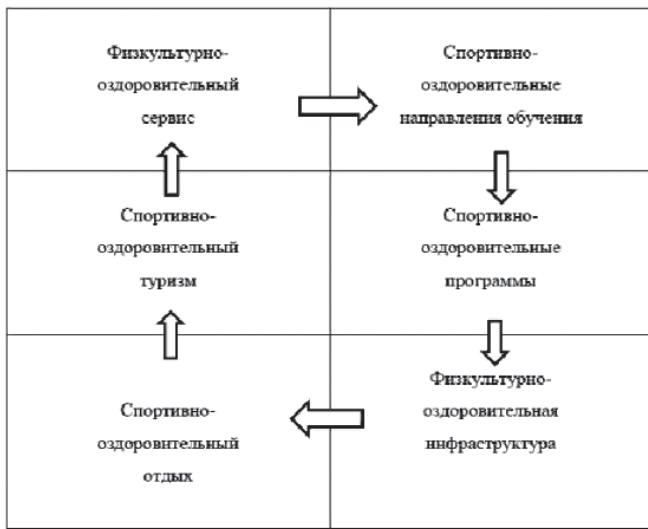 Физкультурно-
оздоровительный
сервис
Спортивно-
оздоровительные
направления обучения
Спортивно-
оздоровительный
туризм
Спортивно-
оздоровительные
программы
Спортивно-
оздоровительный
отдых
Физкультурно-
оздоровительная
инфраструктура